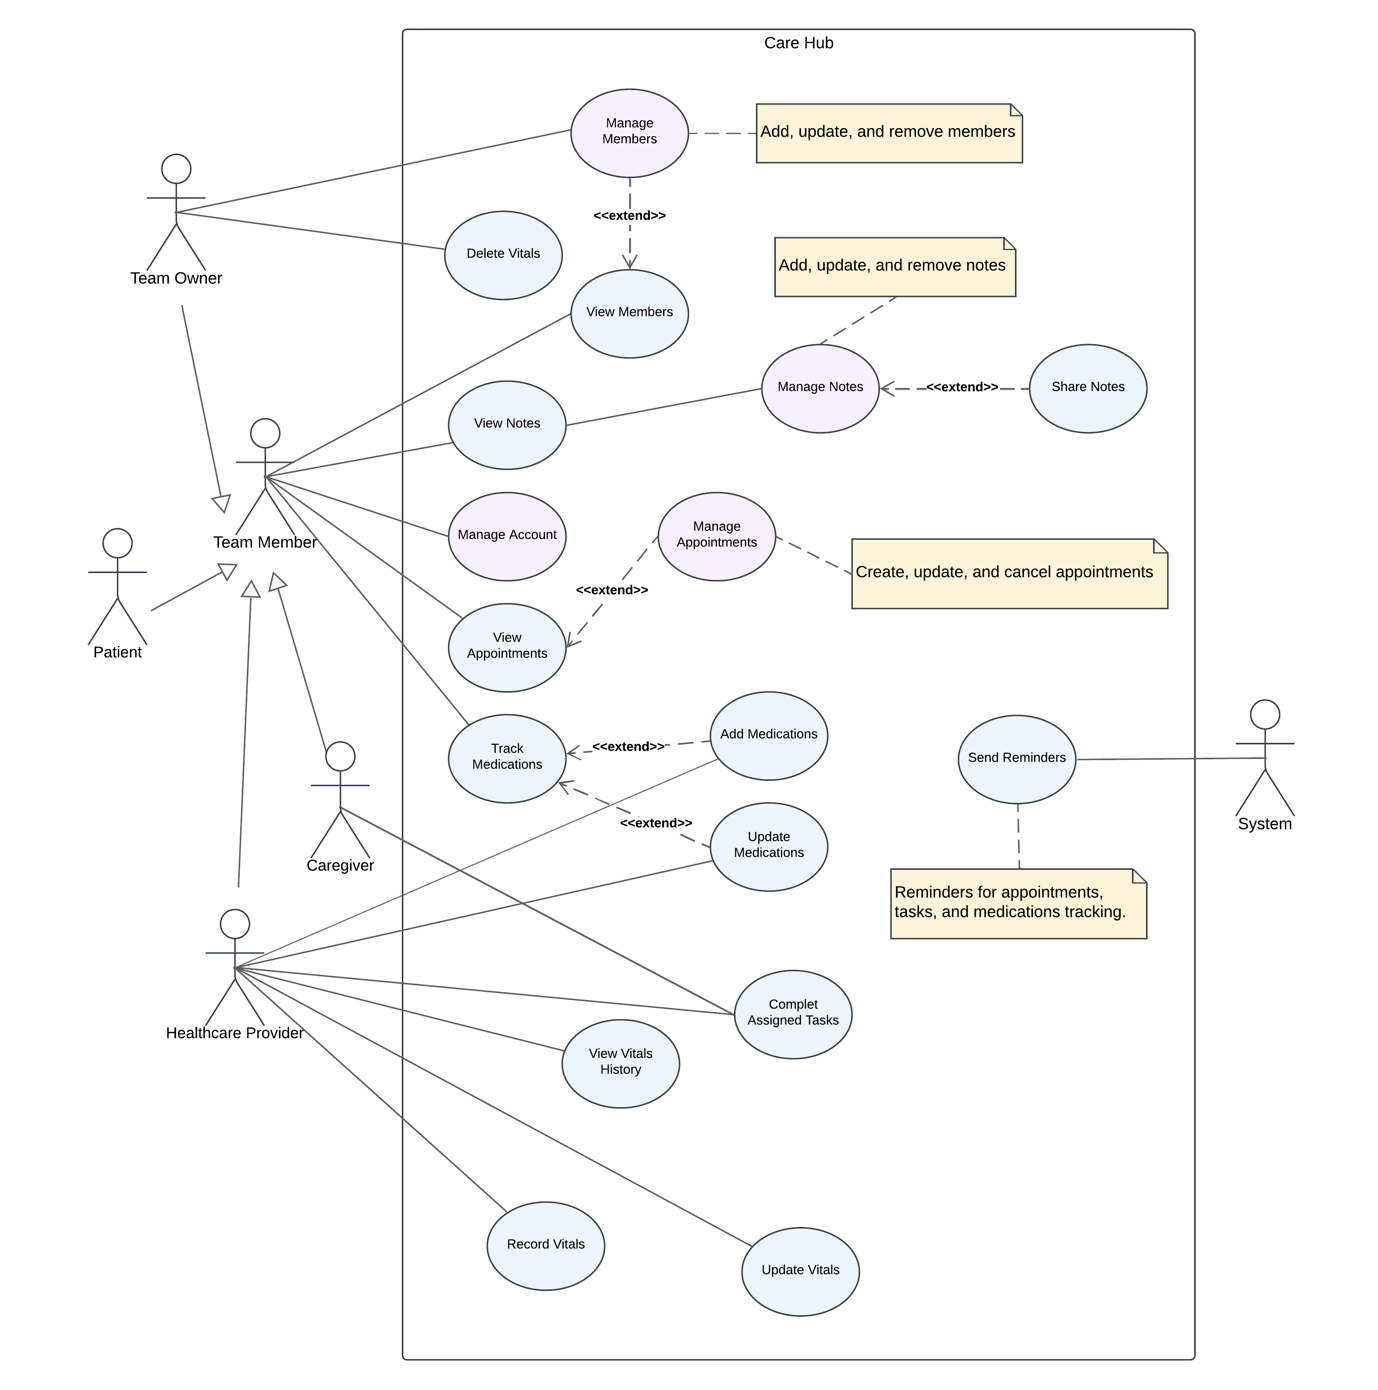 Care Hub
Manage
Members
Add, update, and remove members
<<extend>>
Delete Vitals
Team Owner
Add, update, and remove notes
View Members
Manage Notes
<<extend>>
Share Notes
View Notes
Team Member
Manage Account
Manage
Appointments
Create, update, and cancel appointments
<<extend>>
Patient
View
Appointments
Track
Medications
<<extend>>
Add Medications
Send Reminders
System
<<extend>>
Update
Medications
Caregiver
Reminders for appointments,
tasks, and medications tracking.
Healthcare Provider
Complet
Assigned Tasks
View Vitals
History
Record Vitals
Update Vitals